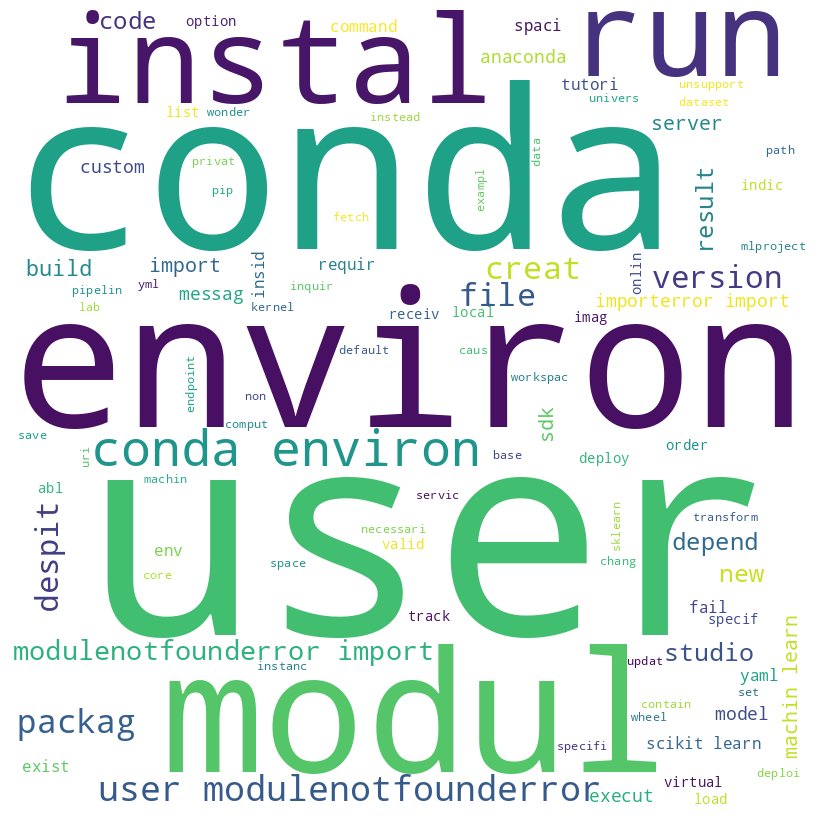 code
option
command
spaci
run
instal
anaconda
tutori
unsupport
univers
dataset
list
wonder
instead
server
conda
data
path
custom
privat
pip
exampl
result
indic
fetch
mlproject
build
import
insid
requir
creat
onlin
version
pipelin
yml
messag
inquir
file
importerror import
lab
kernel
receiv
local
imag
environ
default
caus
endpoint
non
workspac
save
comput
sdk
uri
conda environ
base
order
deploy
abl
machin
servic
user
despit
necessari
sklearn
transform
env
valid
depend
core
space
chang
new
track
fail
specif
modulenotfounderror import
instanc
updat
studio
machin learn
yaml
modul
set
contain
packag
wheel
model
specifi
scikit learn
exist
deploi
virtual
user modulenotfounderror
execut
load